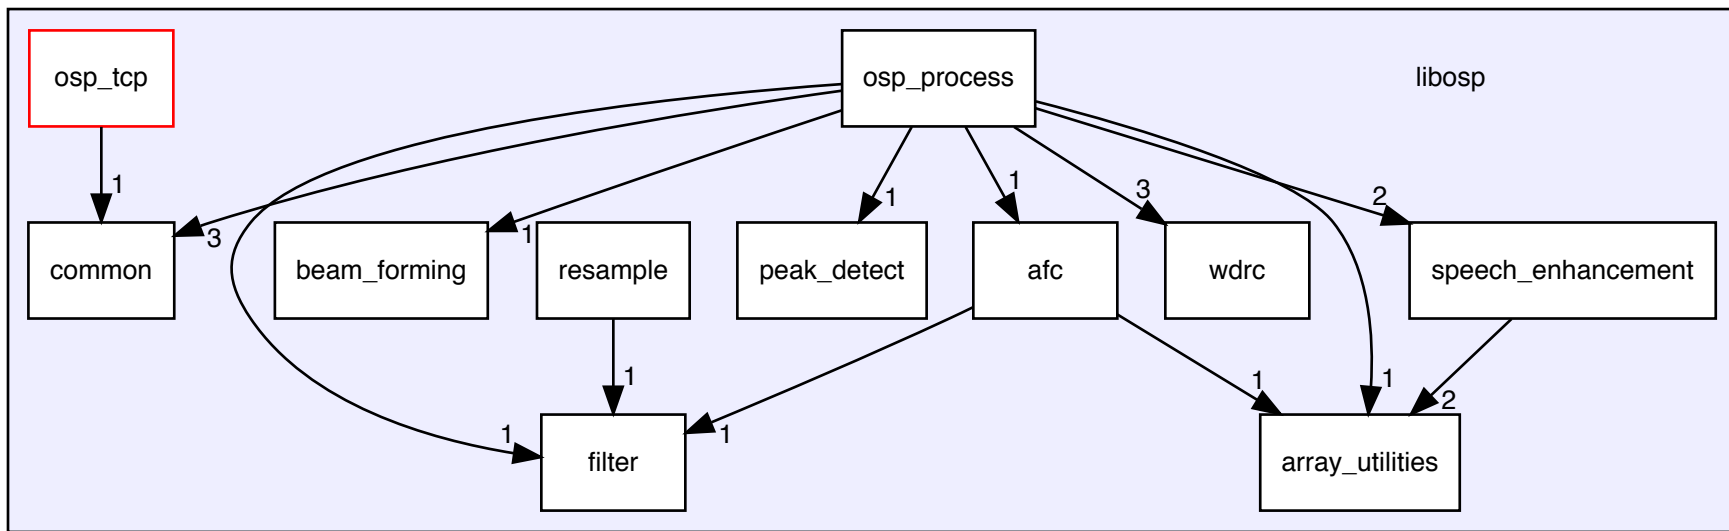 osp_tcp
osp_process
libosp
1
1
1
3
2
3
1
common
beam_forming
resample
peak_detect
afc
wdrc
speech_enhancement
1
1
1
2
1
1
filter
array_utilities